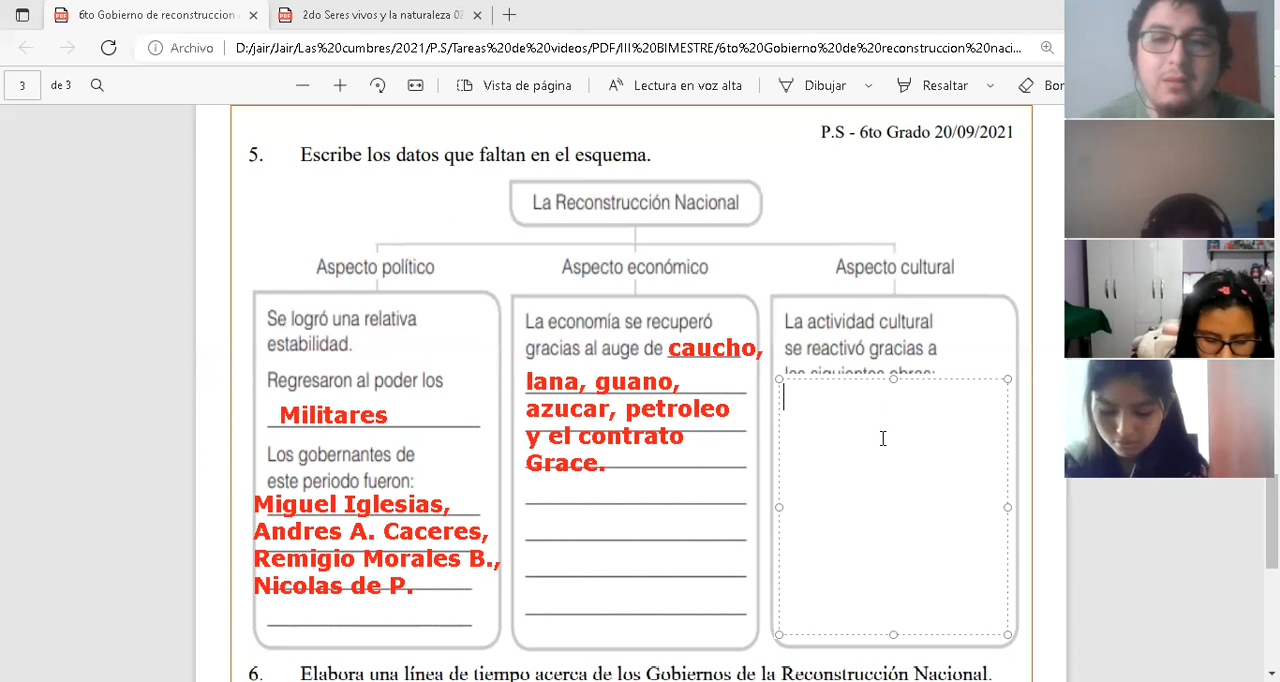 6to Gobierno de reconstruccion
2do Seres vivos y la naturaleza 02
Archivo
D:/jair/Jair/Las%20cumbres/2021/P.S/Tareas%20de%20videos/PDF/III%20BIMESTRE/6to%20Gobierno%20de%20reconstruccion%20naci...
3
de 3
Vista de página
Lectura en voz alta
Dibujar
Resaltar
P.S - 6to Grado 20/09/2021
5. Escribe los datos que faltan en el esquema.
La Reconstrucción Nacional
Aspecto político
Se logró una relativa
estabilidad.
Regresaron al poder los
Militares
Los gobernantes de
este periodo fueron:
Miguel Iglesias,
Andres A. Caceres,
Remigio Morales B.,
Nicolas de P.
Aspecto económico
La economía se recuperó
gracias al auge de caucho,
lana, guano,
azucar, petroleo
y el contrato
Grace.
Aspecto cultural
La actividad cultural
se reactivó gracias a
las siguientes obras:
6. Elabora una línea de tiempo acerca de los Gobiernos de la Reconstrucción Nacional.